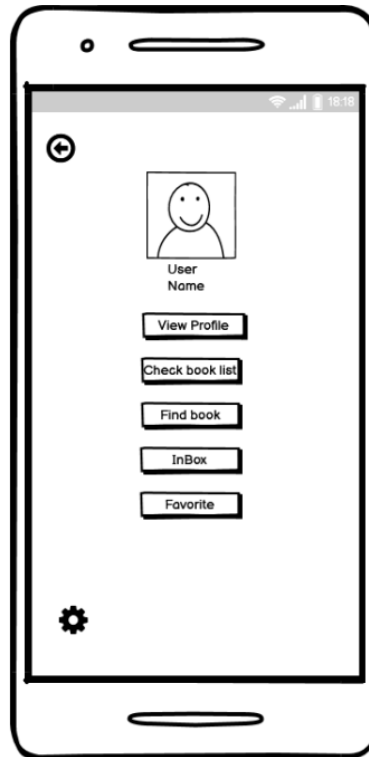 18:18
User
Name
View Profile
Check book list
Find book
InBox
Favorite